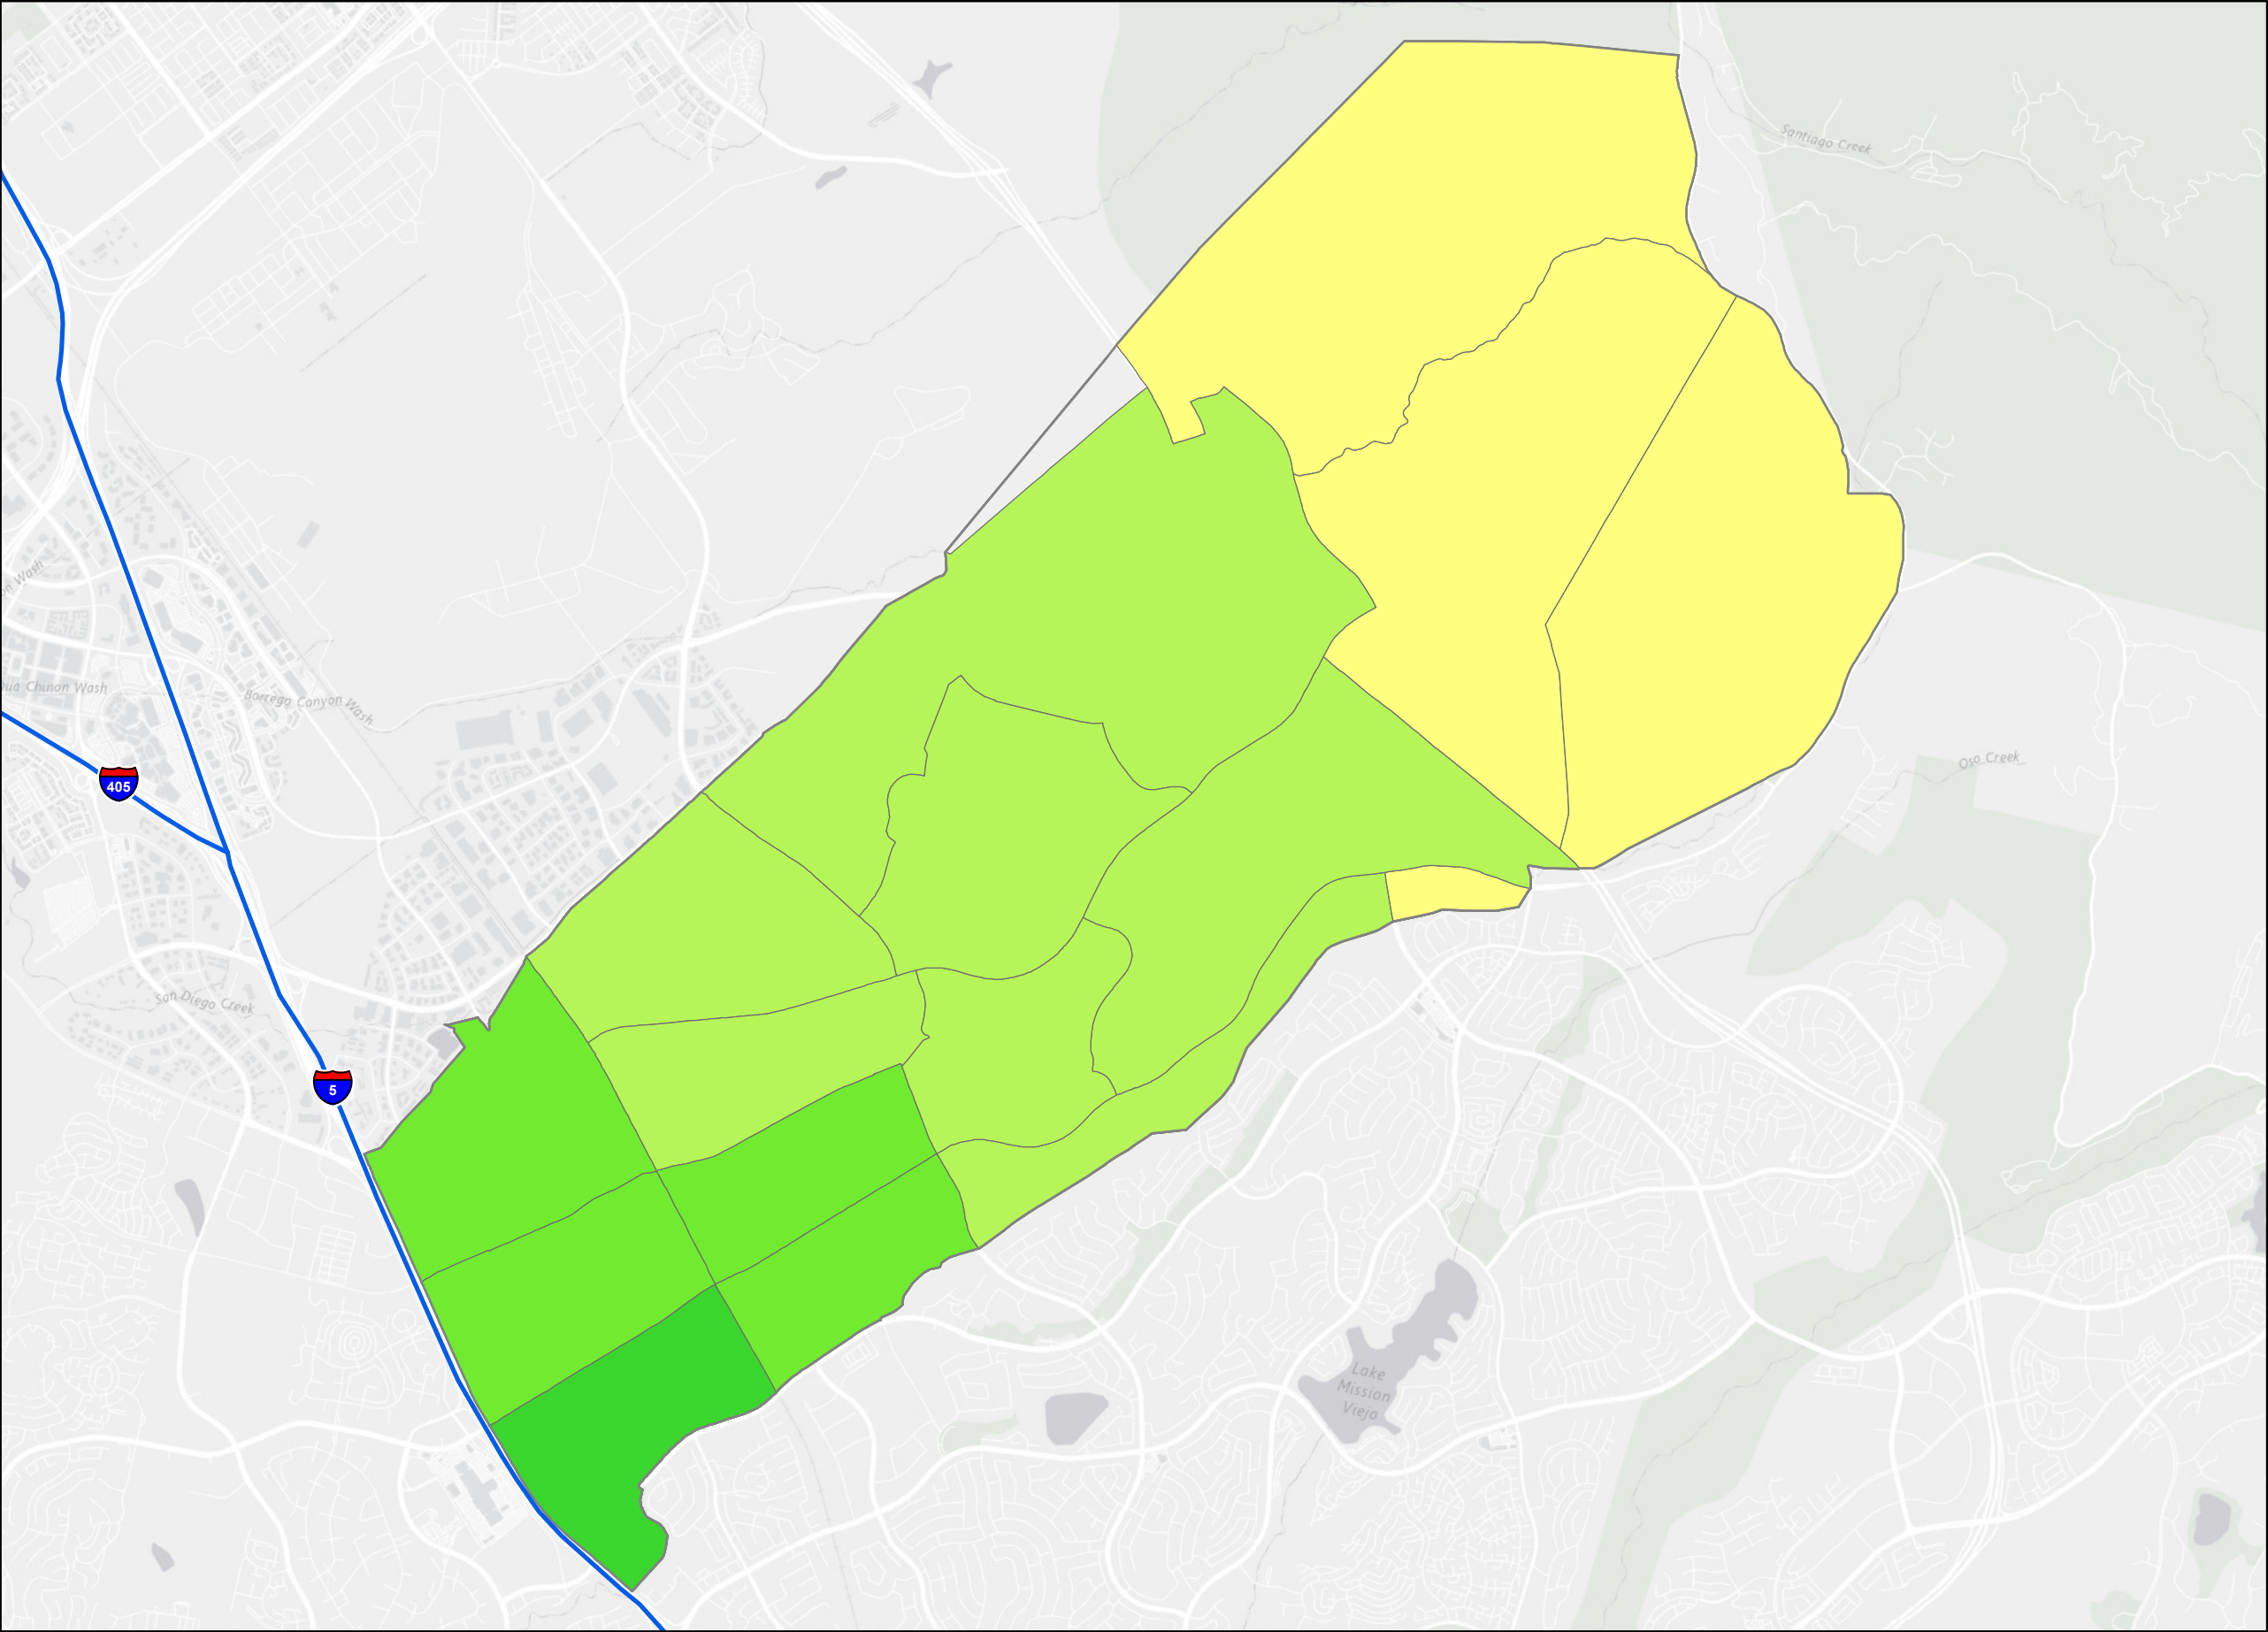 Santiago Creek
on Wash
qua Chinon Wash
Borrego Canyon Wash
405
Oso Creek
San Diego Creek
5
Lake
Mission
Viejo